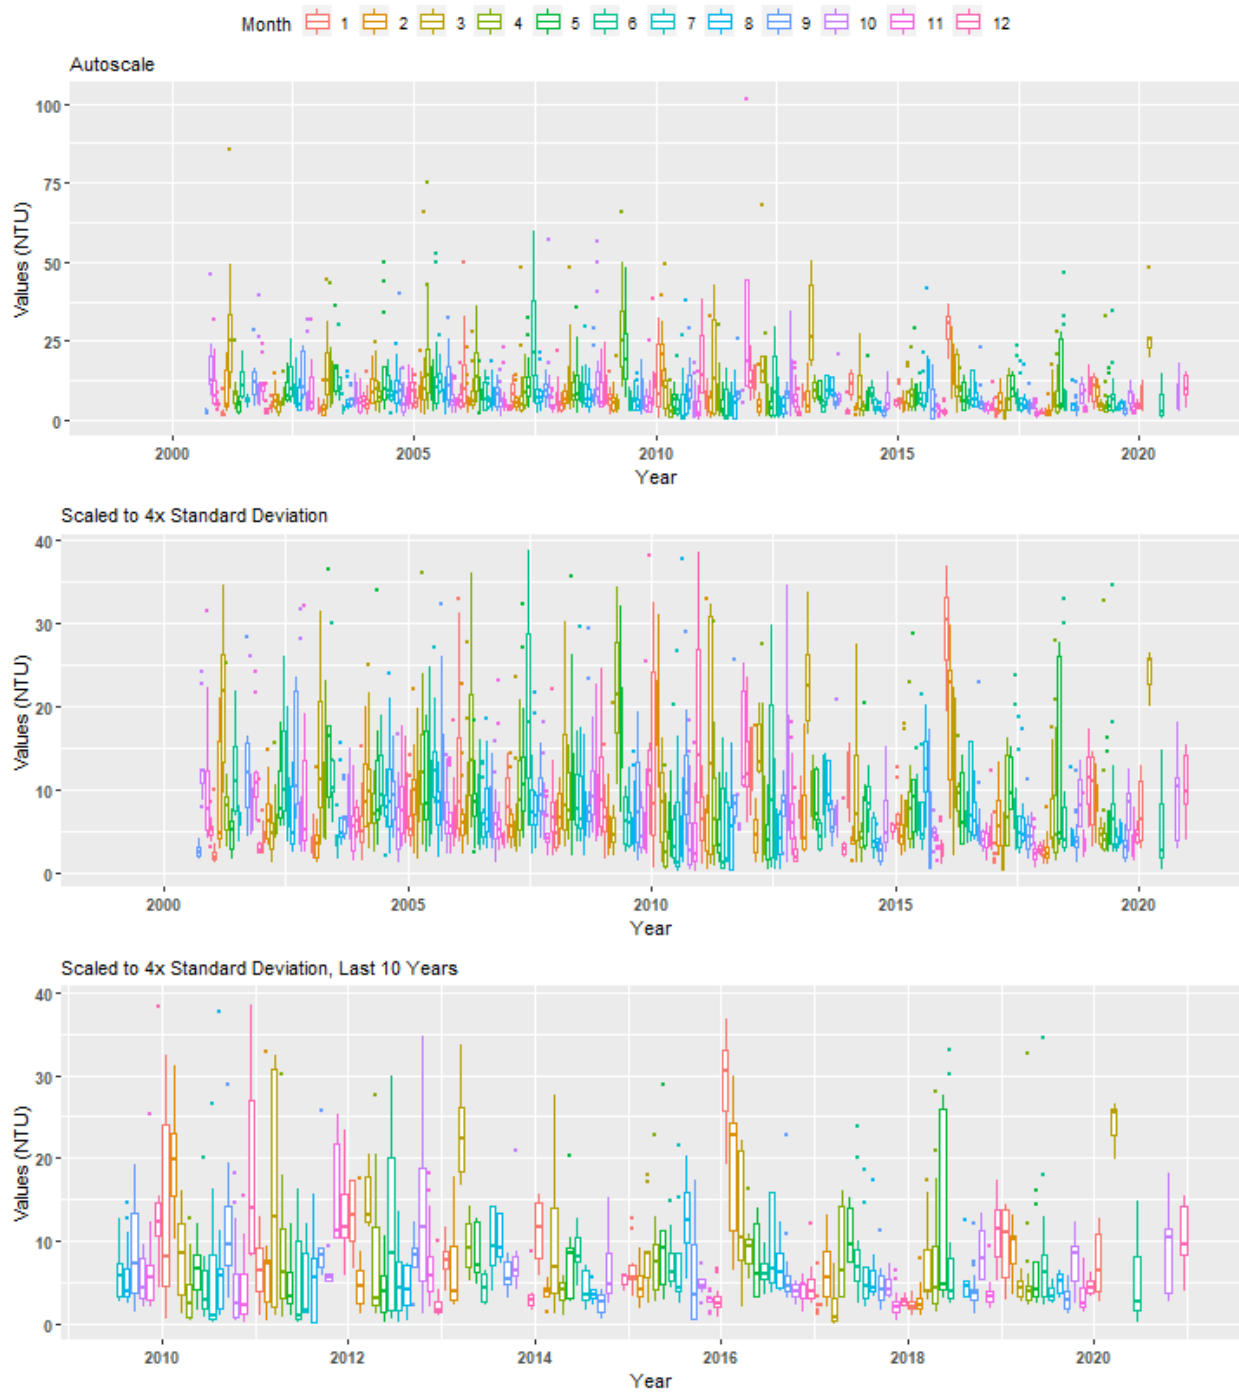 Month 1 2 3 4 5 6 7 8 9 10 11 12
Autoscale
100
75
50
25
0
Values (NTU)
2000 2005 2010 2015 2020
Year
Scaled to 4x Standard Deviation
40
30
20
10
0
Values (NTU)
2000 2005 2010 2015 2020
Year
Scaled to 4x Standard Deviation, Last 10 Years
40
30
20
10
0
Values (NTU)
2010 2012 2014 2016 2018 2020
Year